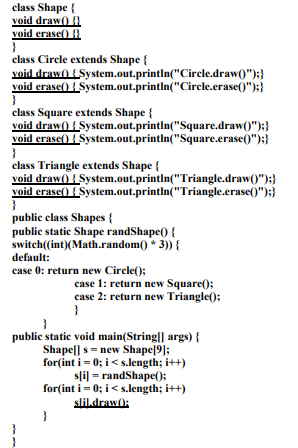 class Shape {
void draw() {}
void erase() {}
}
class Circle extends Shape {
void draw() { System.out.println("Circle.draw()");}
void erase() { System.out.println("Circle.erase()");}
}
class Square extends Shape {
void draw() { System.out.println("Square.draw()");}
void erase() { System.out.println("Square.erase()");}
}
class Triangle extends Shape {
void draw() { System.out.println("Triangle.draw()");}
void erase() { System.out.println("Triangle.erase()");}
}
public class Shapes {
public static Shape randShape() {
switch((int)(Math.random() * 3)) {
default:
case 0: return new Circle();
case 1: return new Square();
case 2: return new Triangle();
}
}
public static void main(String[] args) {
Shape[] s = new Shape[9];
for(int i = 0; i < s.length; i++)
s[i] = randShape();
for(int i = 0; i < s.length; i++)
s[i].draw();
}
}
}